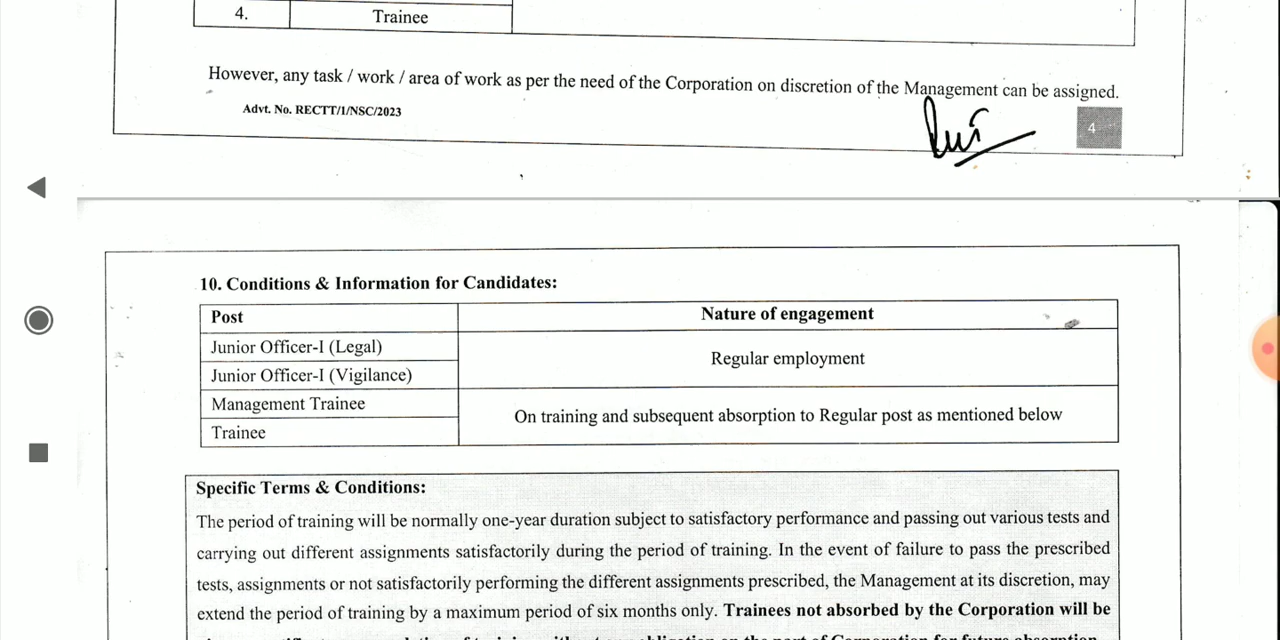 4. Trainee
However, any task / work / area of work as per the need of the Corporation on discretion of the Management can be assigned.
Advt. No. RECTT/1/NSC/2023
4
10. Conditions & Information for Candidates:
Post Nature of engagement
Junior Officer-I (Legal)
Regular employment
Junior Officer-I (Vigilance)
Management Trainee
On training and subsequent absorption to Regular post as mentioned below
Trainee
Specific Terms & Conditions:
The period of training will be normally one-year duration subject to satisfactory performance and passing out various tests and
carrying out different assignments satisfactorily during the period of training. In the event of failure to pass the prescribed
tests, assignments or not satisfactorily performing the different assignments prescribed, the Management at its discretion, may
extend the period of training by a maximum period of six months only. Trainees not absorbed by the Corporation will be